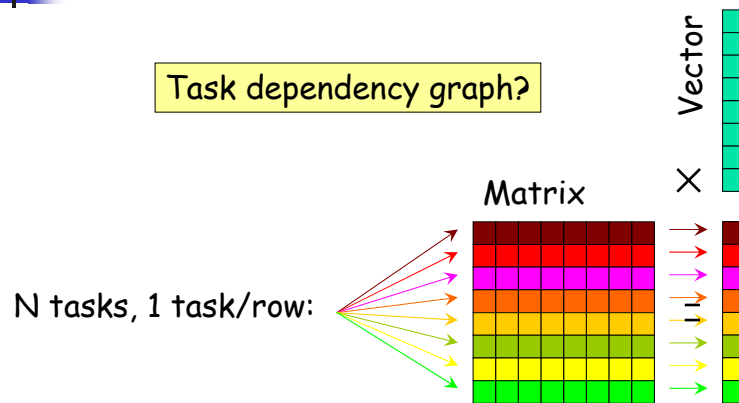 Task dependency graph?
Vector
×
Matrix
N tasks, 1 task/row:
=